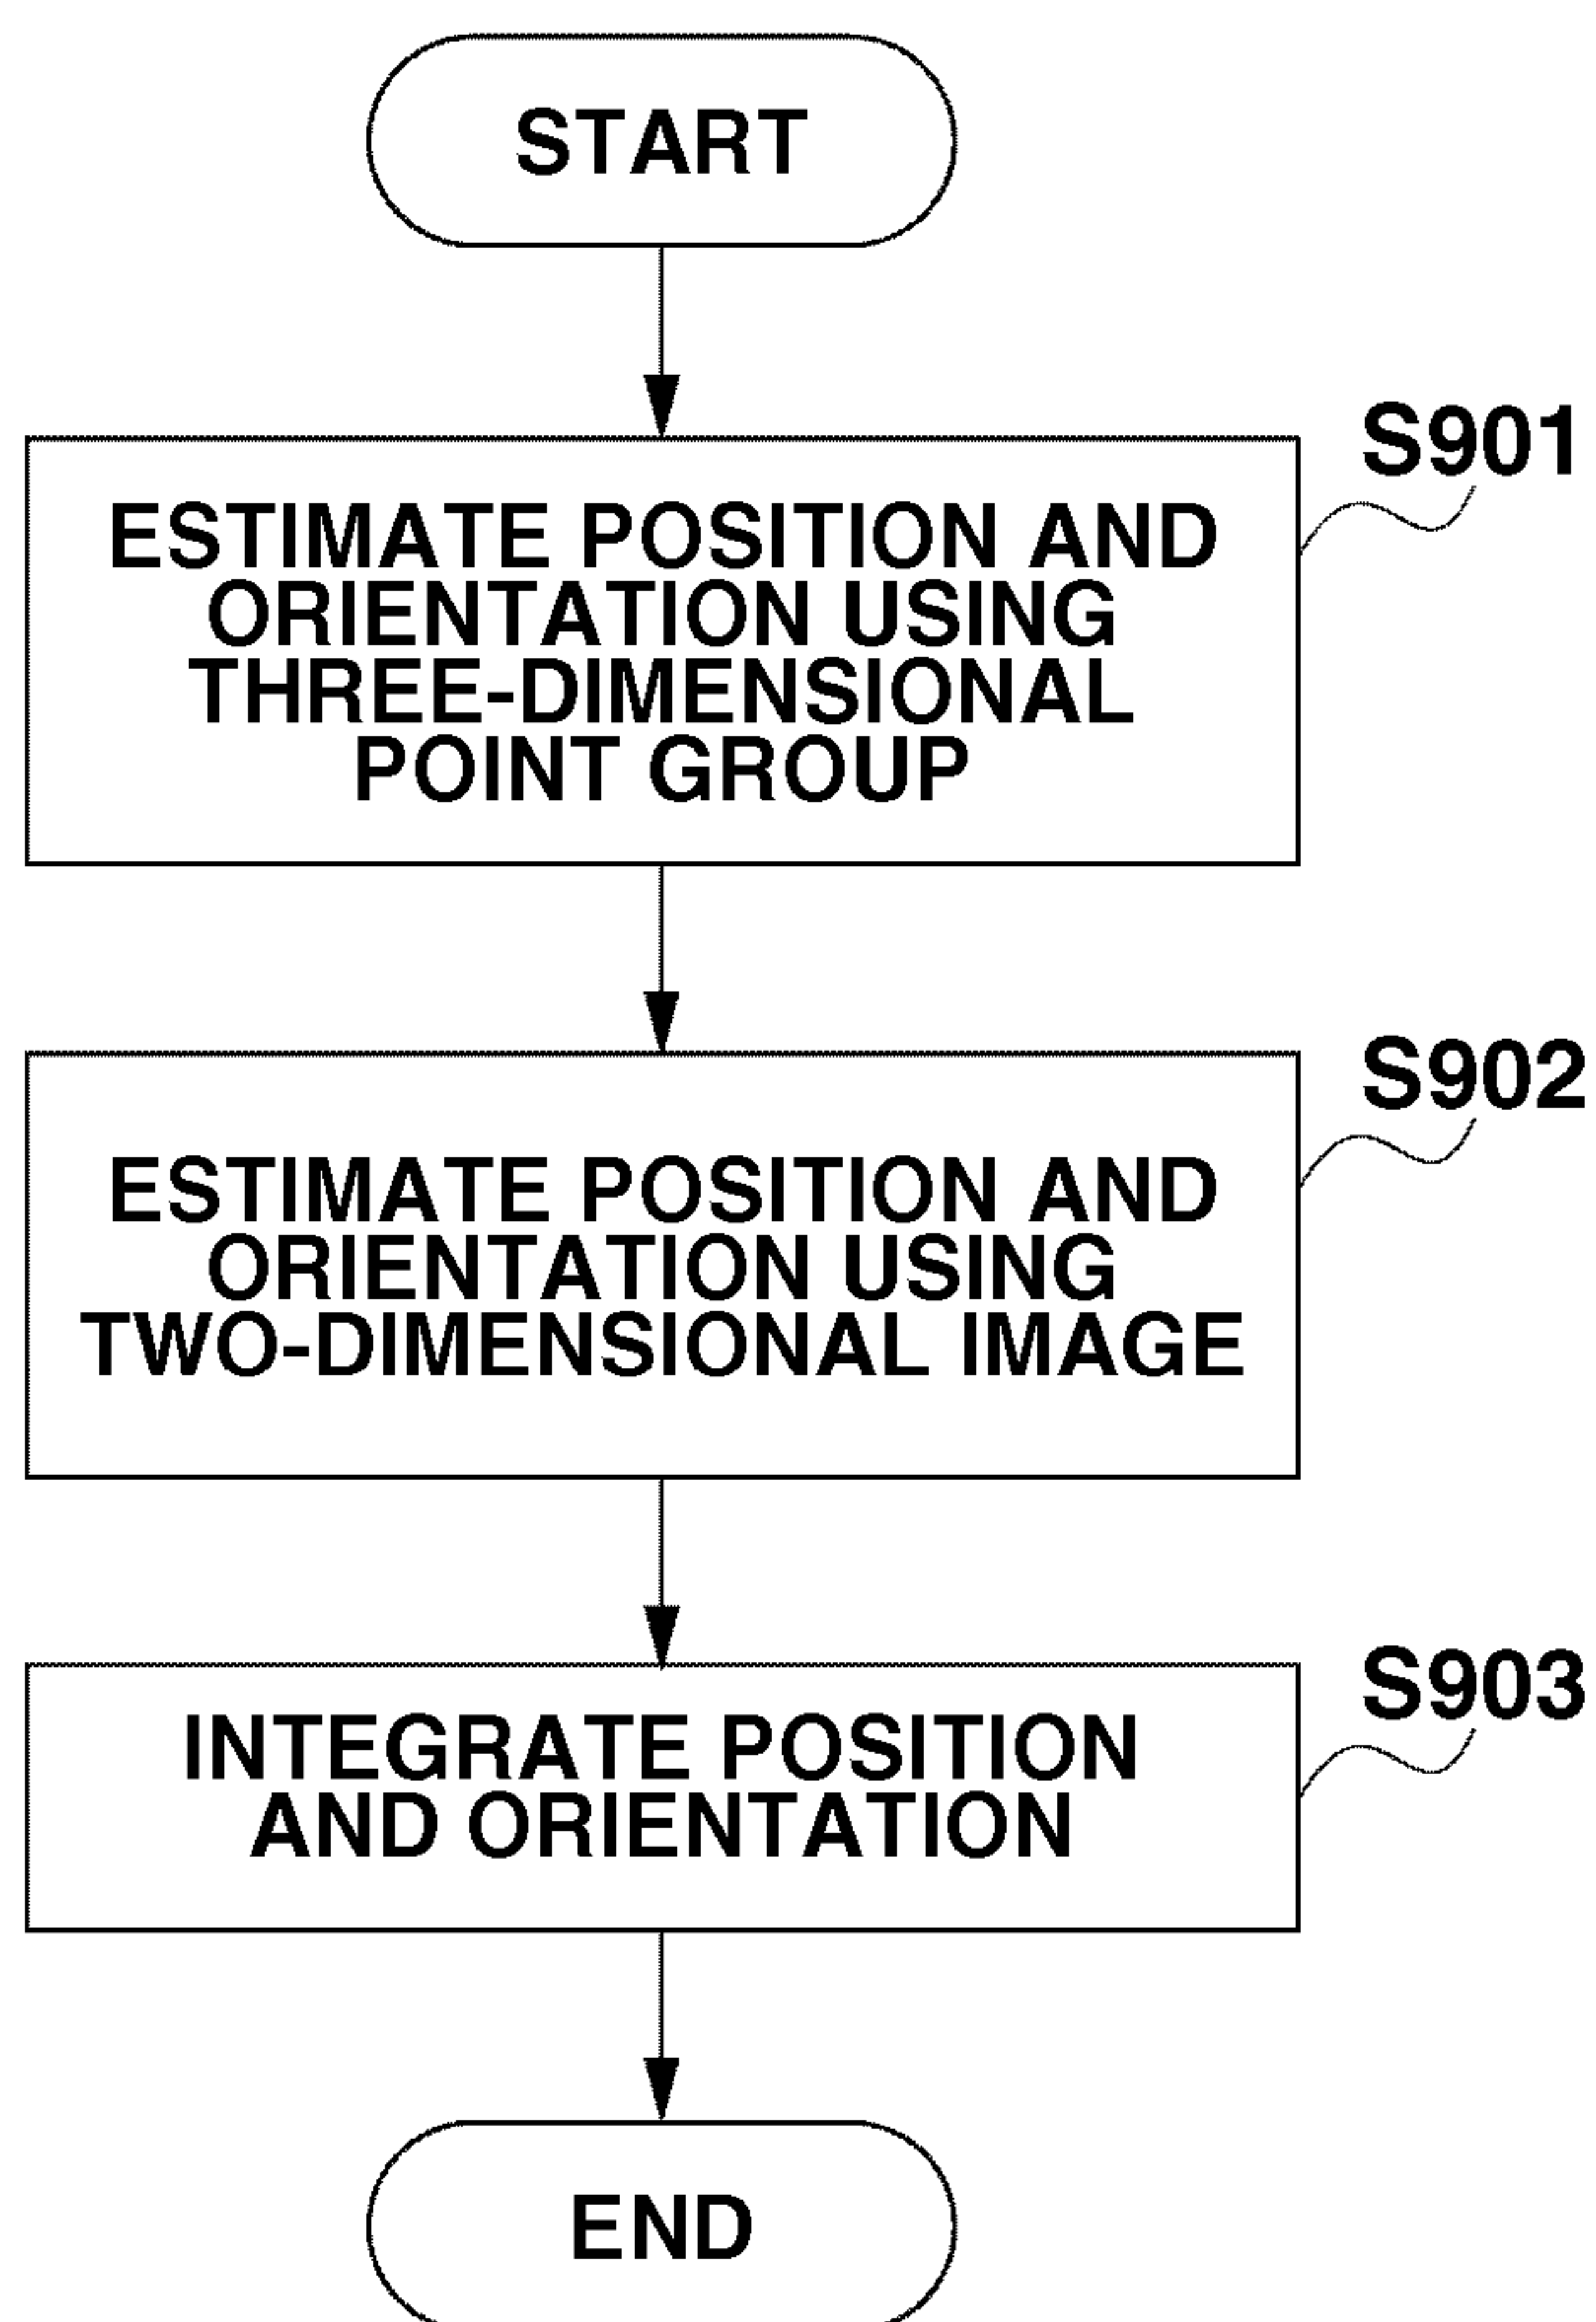 START
S901
ESTIMATE POSITION AND
ORIENTATION USING
THREE-DIMENSIONAL
POINT GROUP
S902
ESTIMATE POSITION AND
ORIENTATION USING
TWO-DIMENSIONAL IMAGE
S903
INTEGRATE POSITION
AND ORIENTATION
END